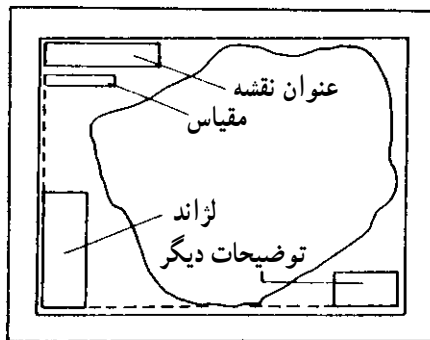 عنوان نقشه
مقیاس
لژاند
توضیحات دیگر